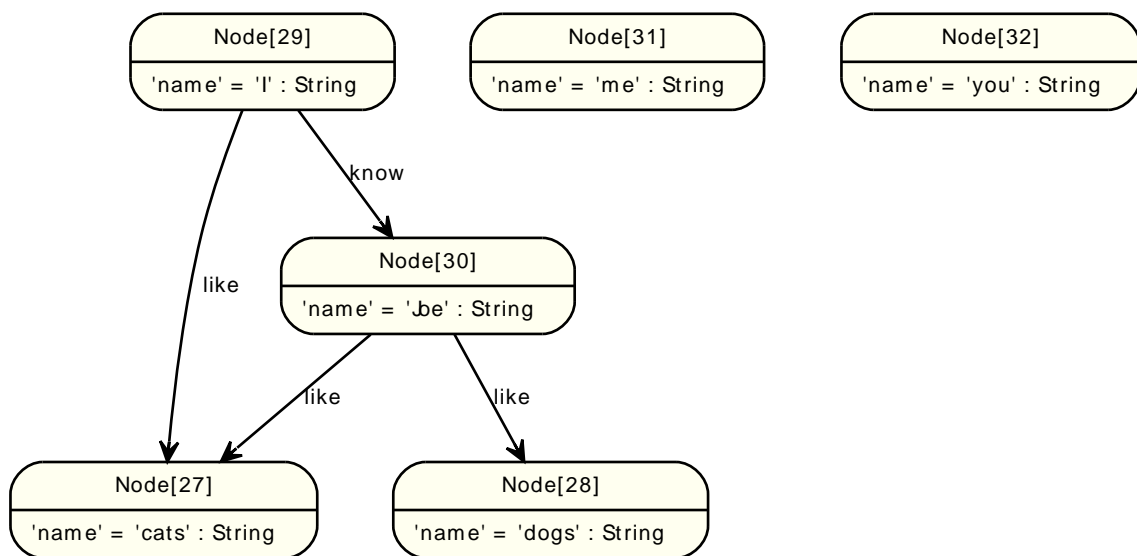 Node[29]
'name' = 'I' : String
Node[31]
'name' = 'me' : String
Node[32]
'name' = 'you' : String
know
like
Node[30]
'name' = 'Joe' : String
like
like
Node[27]
'name' = 'cats' : String
Node[28]
'name' = 'dogs' : String